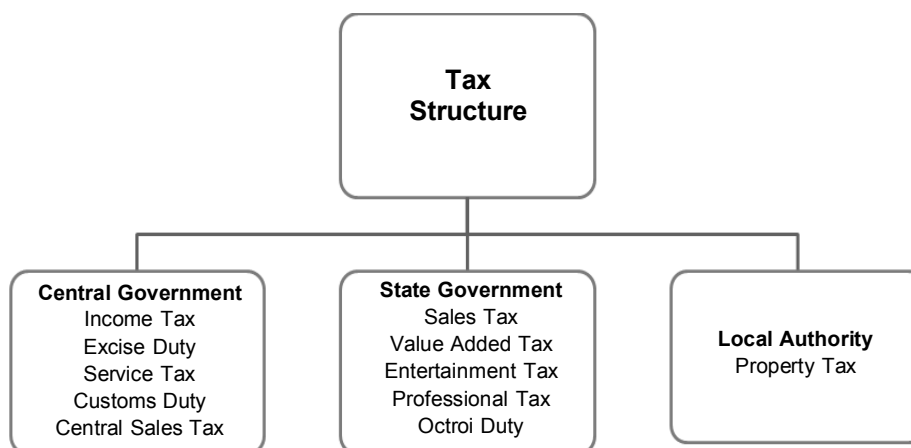 Tax
Structure
Central Government
Income Tax
Excise Duty
Service Tax
Customs Duty
Central Sales Tax
State Government
Sales Tax
Value Added Tax
Entertainment Tax
Professional Tax
Octroi Duty
Local Authority
Property Tax